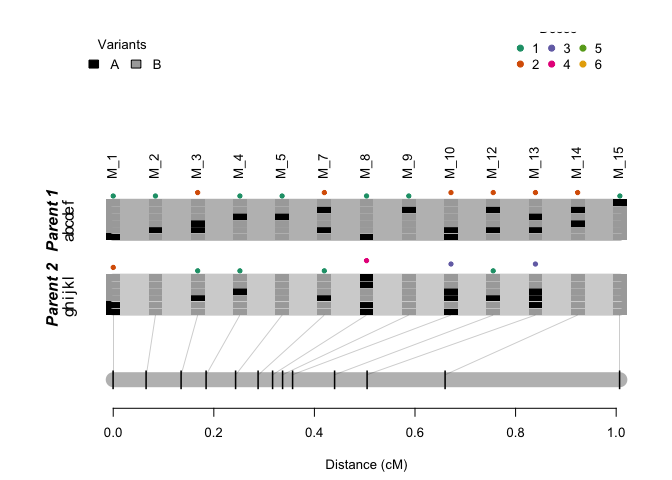 Variants
A B
1 3 5
2 4 6
M_1 M_2 M_3 M_4 M_5 M_7 M_8 M_9 M_10 M_12 M_13 M_14 M_15
Parent 1
abcdef
Parent 2
ghijkl
0.0 0.2 0.4 0.6 0.8 1.0
Distance (cM)